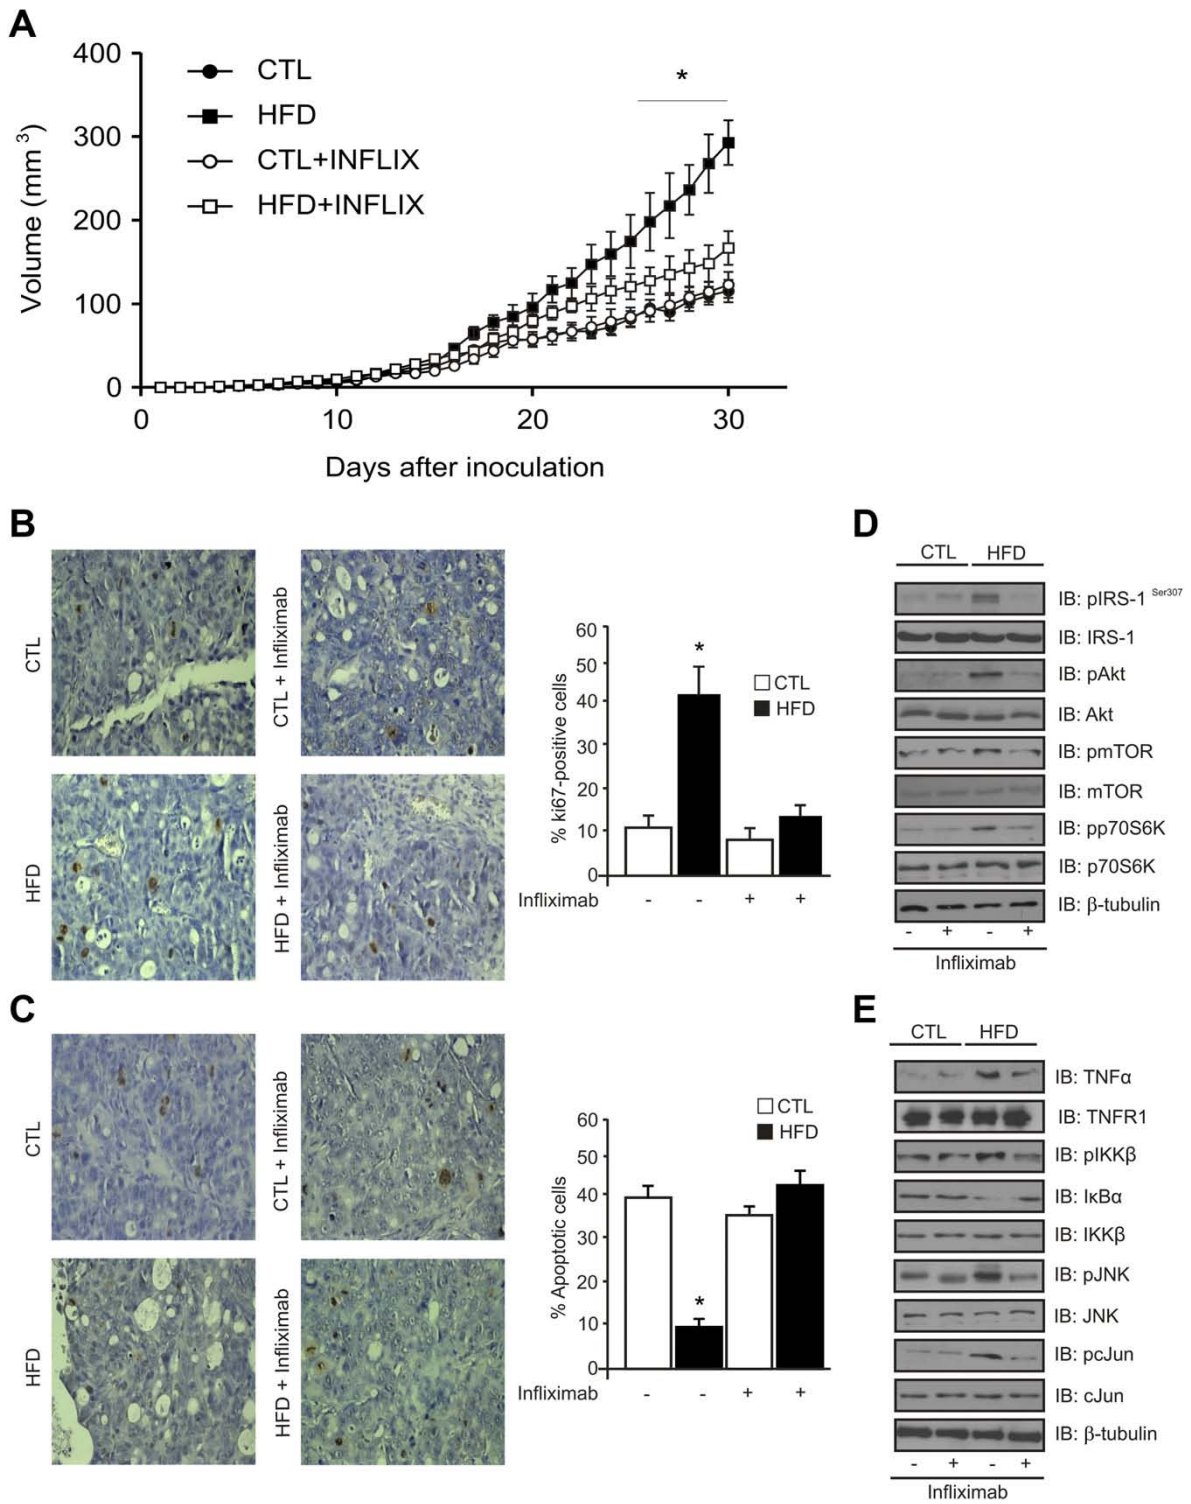 A
400
300
200
100
0
Volume (mm 3)
CTL
HFD
CTL+INFLIX
HFD+INFLIX
*
0 10 20 30
Days after inoculation
B
CTL
CTL + Infliximab
HFD
HFD + Infliximab
% ki67-positive cells
60
50
40
30
20
10
0
*
CTL
HFD
Infliximab - - + +
C
CTL
CTL + Infliximab
HFD
HFD + Infliximab
% Apoptotic cells
60
50
40
30
20
10
0
*
CTL
HFD
Infliximab - - + +
D
CTL HFD
IB: pIRS-1 Ser307
IB: IRS-1
IB: pAkt
IB: Akt
IB: pmTOR
IB: mTOR
IB: pp70S6K
IB: p70S6K
IB: β-tubulin
- + - +
Infliximab
E
CTL HFD
IB: TNFα
IB: TNFR1
IB: pIKKβ
IB: IκBα
IB: IKKβ
IB: pJNK
IB: JNK
IB: pcJun
IB: cJun
IB: β-tubulin
- + - +
Infliximab